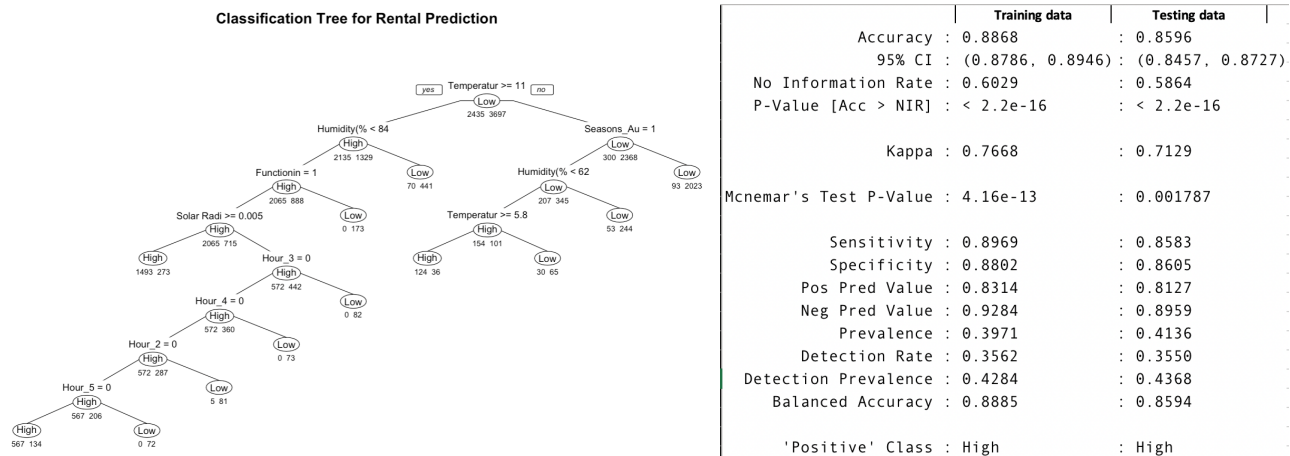 Classification Tree for Rental Prediction
yes Temperatur >= 11 no
Low
2435 3697
Humidity(% < 84
Seasons_Au = 1
High
Low
2135 1329
300 2368
Functionin = 1
Low
Humidity(% < 62
Low
High
70 441
Low
93 2023
2065 888
207 345
Solar Radi >= 0.005
Low
Temperatur >= 5.8
Low
High
0 173
High
53 244
2065 715
154 101
High
Hour_3 = 0
High
Low
1493 273
High
124 36
30 65
572 442
Hour_4 = 0
Low
High
0 82
572 360
Hour_2 = 0
Low
High
0 73
572 287
Hour_5 = 0
Low
High
5 81
567 206
High
Low
567 134
0 72
Training data Testing data
Accuracy : 0.8868 : 0.8596
95% CI : (0.8786, 0.8946) : (0.8457, 0.8727)
No Information Rate : 0.6029 : 0.5864
P-Value [Acc > NIR] : < 2.2e-16 : < 2.2e-16
Kappa : 0.7668 : 0.7129
Mcnemar's Test P-Value : 4.16e-13 : 0.001787
Sensitivity : 0.8969 : 0.8583
Specificity : 0.8802 : 0.8605
Pos Pred Value : 0.8314 : 0.8127
Neg Pred Value : 0.9284 : 0.8959
Prevalence : 0.3971 : 0.4136
Detection Rate : 0.3562 : 0.3550
Detection Prevalence : 0.4284 : 0.4368
Balanced Accuracy : 0.8885 : 0.8594
'Positive' Class : High : High